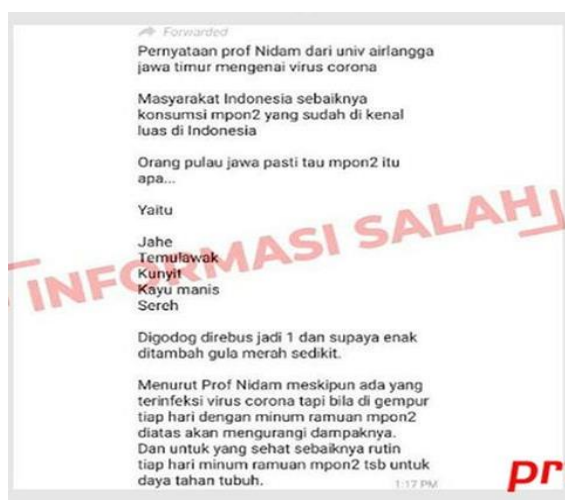 Forwarded
Pernyataan prof Nidam dari univ airlangga
jawa timur mengenai virus corona
Masyarakat Indonesia sebaiknya
konsumsi mpon2 yang sudah di kenal
luas di Indonesia
Orang pulau jawa pasti tau mpon2 itu
apa...
Yaitu
Jahe
Temulawak
Kunyit
Kayu manis
Sereh
INFORMASI SALAH
Digodog direbus jadi 1 dan supaya enak
ditambah gula merah sedikit.
Menurut Prof Nidam meskipun ada yang
terinfeksi virus corona tapi bila di gempur
tiap hari dengan minum ramuan mpon2
diatas akan mengurangi dampaknya.
Dan untuk yang sehat sebaiknya rutin
tiap hari minum ramuan mpon2 tsb untuk
daya tahan tubuh.
1:17 PM
pr